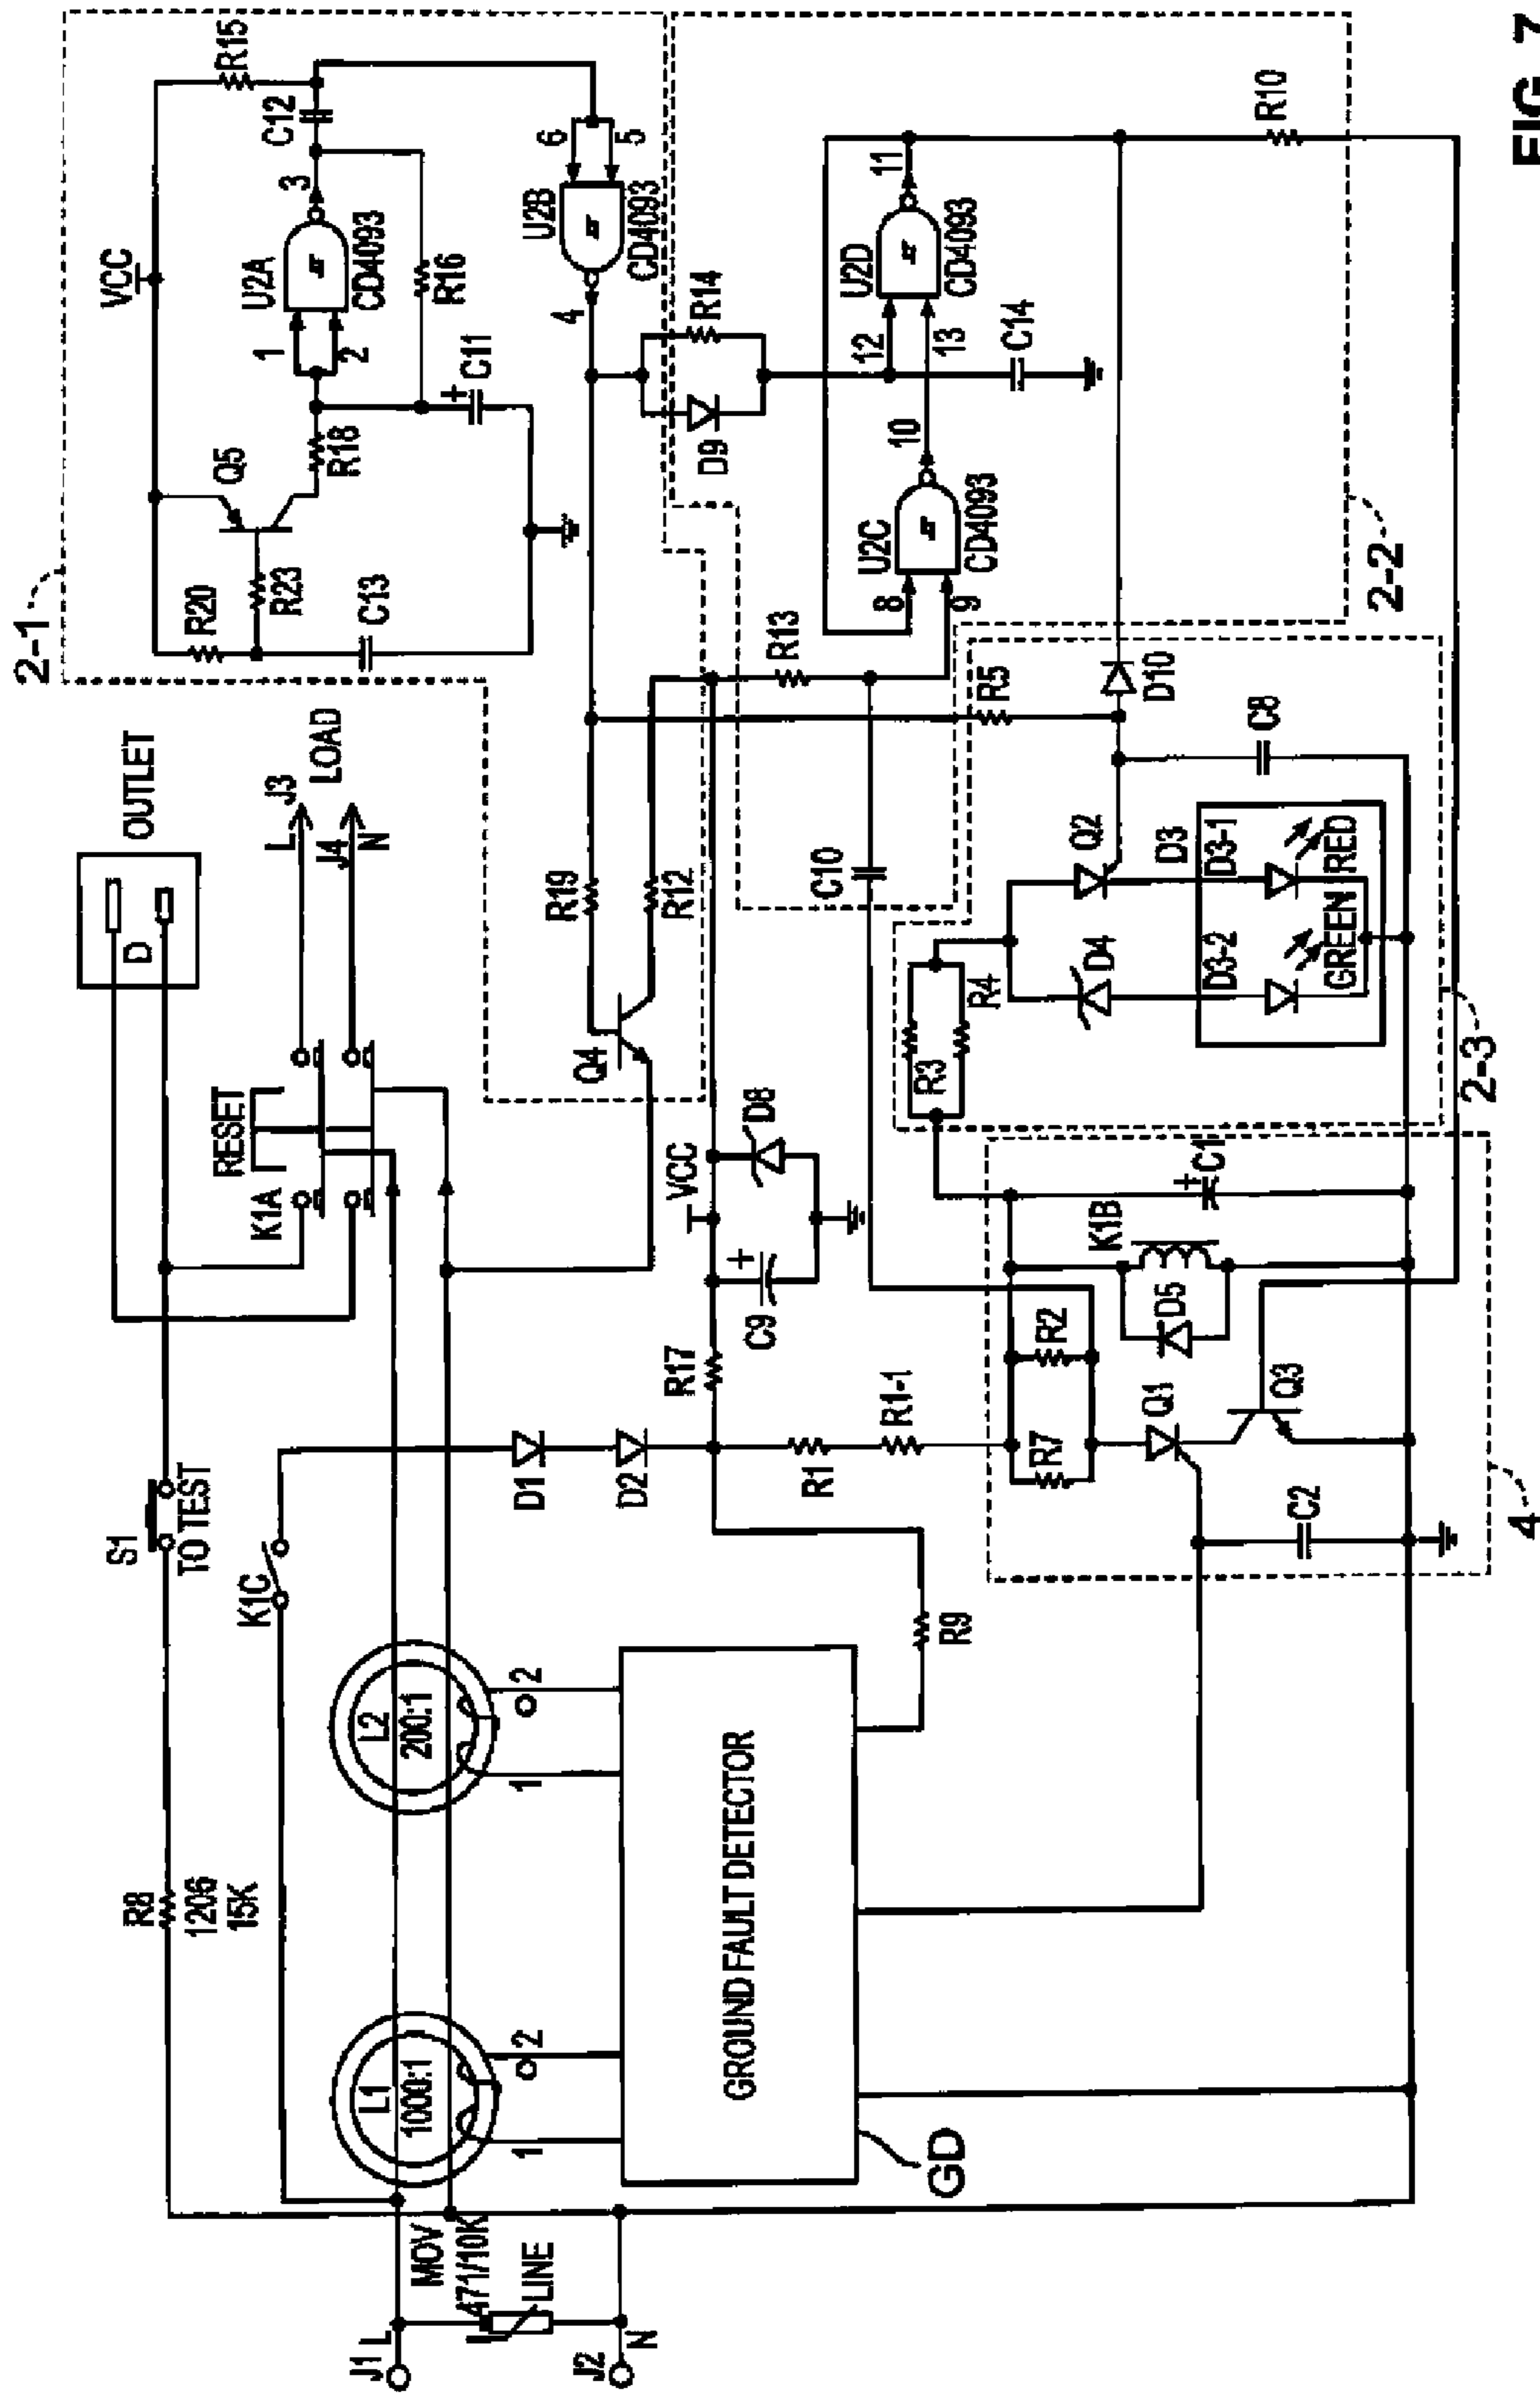 J1
L
MOV
471/10K
LINE
J2
N
R8
1206
15K
S1
TO TEST
K1C
L1
1000:1
1
2
L2
200:1
1
2
GROUND FAULT DETECTOR
GD
R9
OUTLET
D
RESET
K1A
L
J3
LOAD
J4
N
D1
D2
R17
VCC
C9
+
D8
R1
R1-1
Q4
R19
R12
2-1
VCC
R20
R23
C13
Q5
R18
1
2
U2A
CD4093
3
C12
R15
R16
C11
+
6
5
U2B
CD4093
4
R14
D9
R13
C10
8
9
U2C
CD4093
10
12
13
U2D
CD4093
11
C14
R10
2-2
R5
D10
C8
R3
R4
Q2
D4
D3
D3-1
D3-2
RED
GREEN
2-3
K1B
C1
+
D5
R2
R7
Q1
Q3
C2
4
FIG. 7